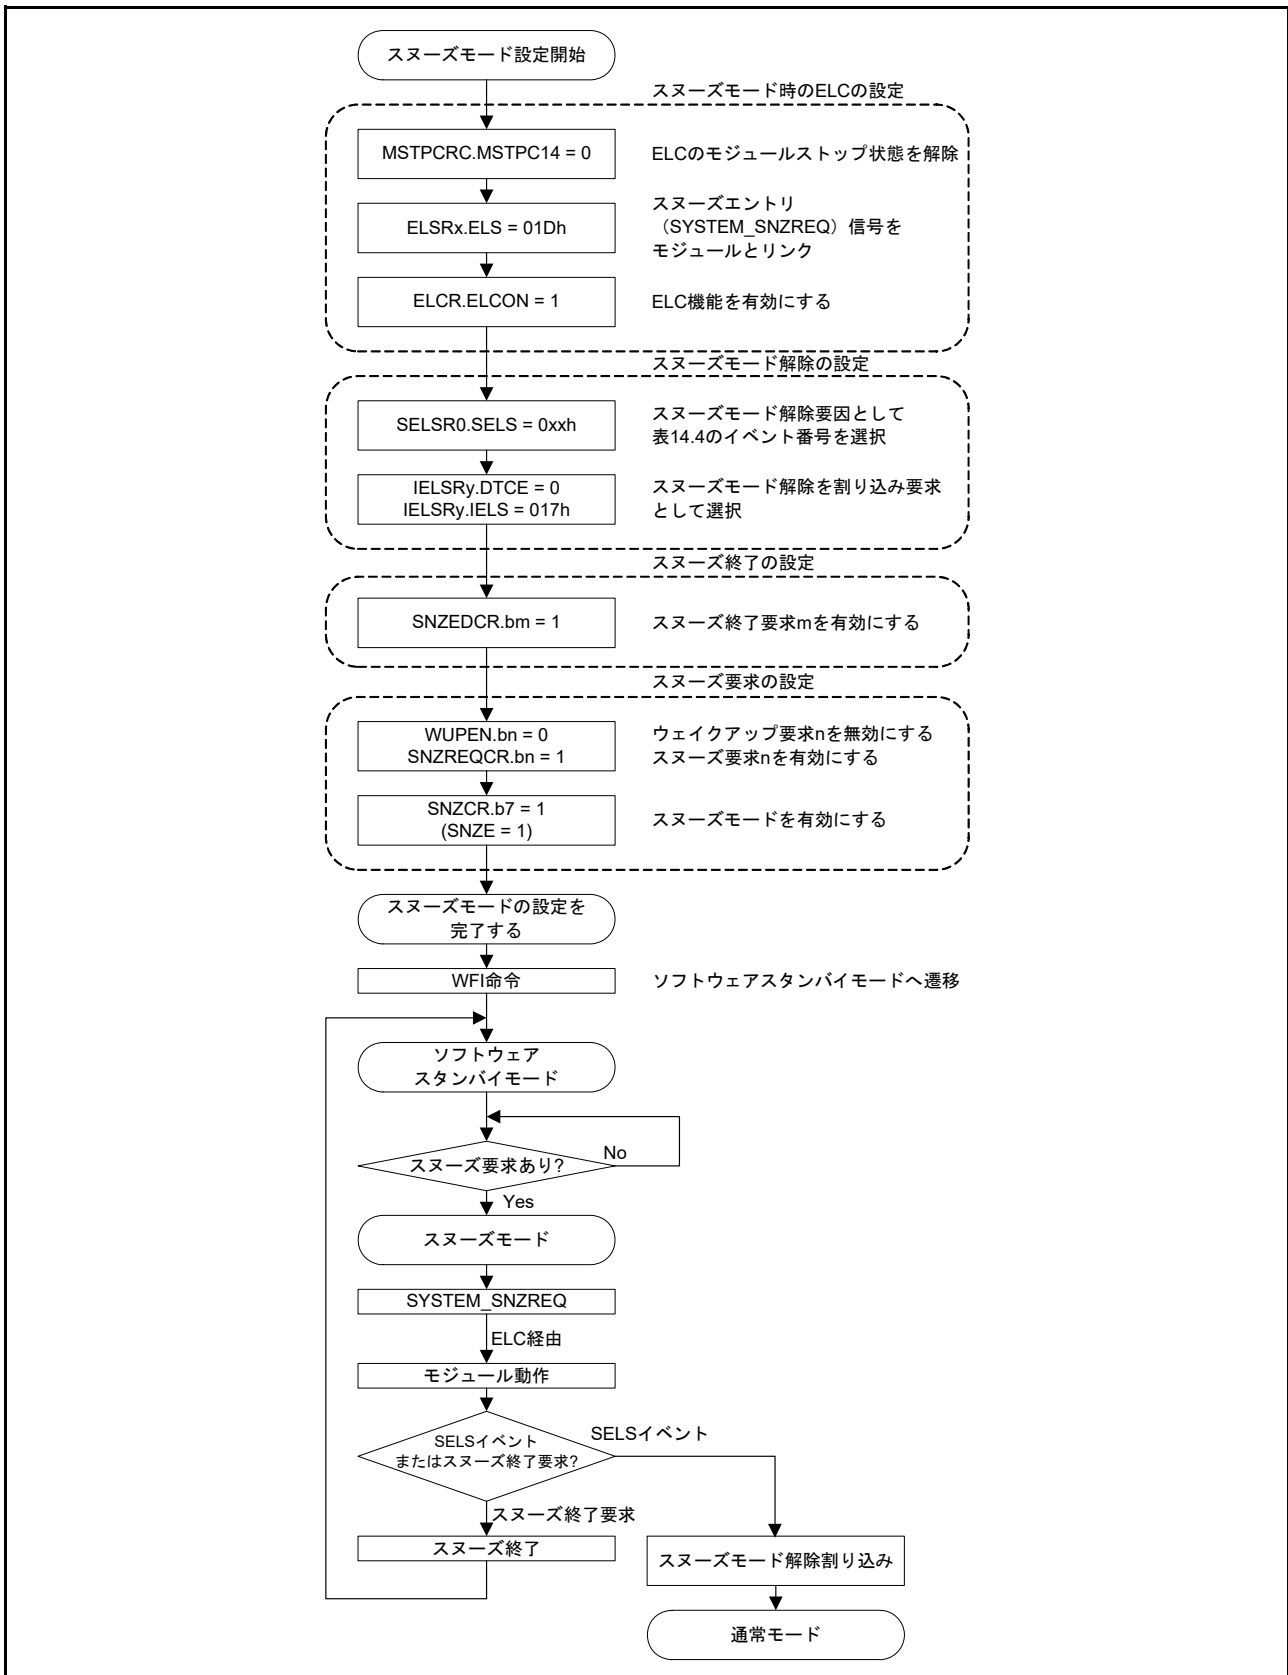 スヌーズモード設定開始
スヌーズモード時のELCの設定
MSTPCRC.MSTPC14 = 0
ELCのモジュールストップ状態を解除
ELSRx.ELS = 01Dh
スヌーズエントリ
（SYSTEM_SNZREQ）信号を
モジュールとリンク
ELCR.ELCON = 1
ELC機能を有効にする
スヌーズモード解除の設定
SELSR0.SELS = 0xxh
スヌーズモード解除要因として
表14.4のイベント番号を選択
IELSRy.DTCE = 0
IELSRy.IELS = 017h
スヌーズモード解除を割り込み要求
として選択
スヌーズ終了の設定
SNZEDCR.bm = 1
スヌーズ終了要求mを有効にする
スヌーズ要求の設定
WUPEN.bn = 0
SNZREQCR.bn = 1
ウェイクアップ要求nを無効にする
スヌーズ要求nを有効にする
SNZCR.b7 = 1
(SNZE = 1)
スヌーズモードを有効にする
スヌーズモードの設定を
完了する
WFI命令
ソフトウェアスタンバイモードへ遷移
ソフトウェア
スタンバイモード
スヌーズ要求あり?
No
Yes
スヌーズモード
SYSTEM_SNZREQ
ELC経由
モジュール動作
SELSイベント
またはスヌーズ終了要求?
SELSイベント
スヌーズ終了要求
スヌーズ終了
スヌーズモード解除割り込み
通常モード